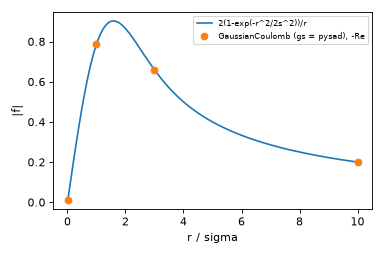 2(1-exp(-r^2/2s^2))/r
GaussianCoulomb (gs = pysad), -Re
|f|
0.8
0.6
0.4
0.2
0.0
0 2 4 6 8 10
r / sigma